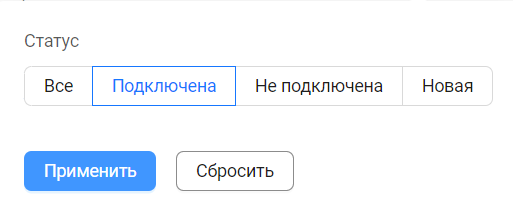 Статус
Все Подключена Не подключена Новая
Применить Сбросить